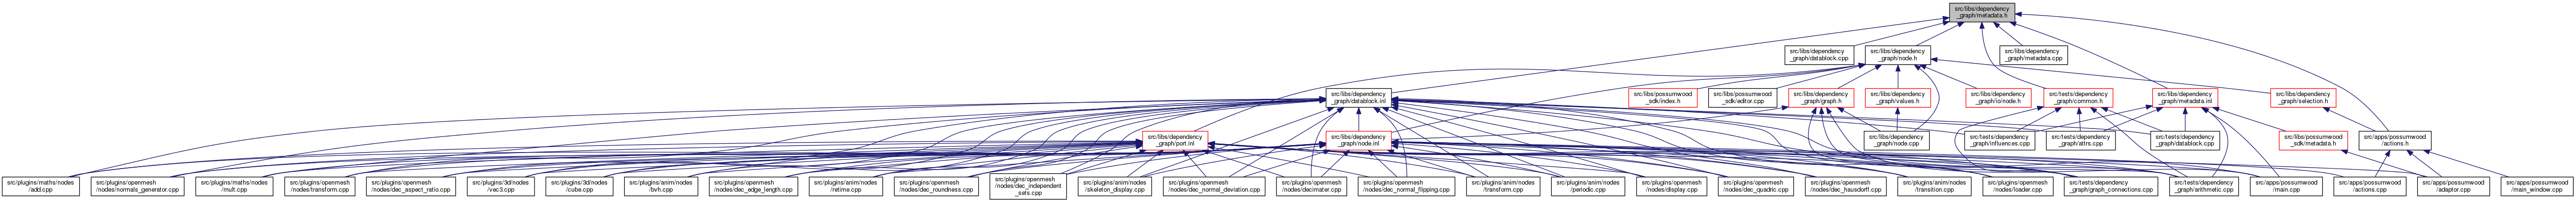 src/libs/dependency
_graph/metadata.h
src/libs/dependency
_graph/datablock.cpp
src/libs/dependency
_graph/node.h
src/libs/dependency
_graph/metadata.cpp
src/libs/dependency
_graph/datablock.inl
src/libs/possumwood
_sdk/index.h
src/libs/possumwood
_sdk/editor.cpp
src/libs/dependency
_graph/graph.h
src/libs/dependency
_graph/values.h
src/libs/dependency
_graph/io/node.h
src/tests/dependency
_graph/common.h
src/libs/dependency
_graph/metadata.inl
src/libs/dependency
_graph/selection.h
src/libs/dependency
_graph/port.inl
src/libs/dependency
_graph/node.inl
src/libs/dependency
_graph/node.cpp
src/tests/dependency
_graph/influences.cpp
src/tests/dependency
_graph/attrs.cpp
src/tests/dependency
_graph/datablock.cpp
src/libs/possumwood
_sdk/metadata.h
src/apps/possumwood
/actions.h
src/plugins/maths/nodes
/add.cpp
src/plugins/openmesh
/nodes/normals_generator.cpp
src/plugins/maths/nodes
/mult.cpp
src/plugins/openmesh
/nodes/transform.cpp
src/plugins/openmesh
/nodes/dec_aspect_ratio.cpp
src/plugins/3d/nodes
/vec3.cpp
src/plugins/3d/nodes
/cube.cpp
src/plugins/anim/nodes
/bvh.cpp
src/plugins/openmesh
/nodes/dec_edge_length.cpp
src/plugins/anim/nodes
/retime.cpp
src/plugins/openmesh
/nodes/dec_roundness.cpp
src/plugins/openmesh
/nodes/dec_independent
_sets.cpp
src/plugins/anim/nodes
/skeleton_display.cpp
src/plugins/openmesh
/nodes/dec_normal_deviation.cpp
src/plugins/openmesh
/nodes/decimater.cpp
src/plugins/openmesh
/nodes/dec_normal_flipping.cpp
src/plugins/anim/nodes
/transform.cpp
src/plugins/anim/nodes
/periodic.cpp
src/plugins/openmesh
/nodes/display.cpp
src/plugins/openmesh
/nodes/dec_quadric.cpp
src/plugins/openmesh
/nodes/dec_hausdorff.cpp
src/plugins/anim/nodes
/transition.cpp
src/plugins/openmesh
/nodes/loader.cpp
src/tests/dependency
_graph/graph_connections.cpp
src/tests/dependency
_graph/arithmetic.cpp
src/apps/possumwood
/main.cpp
src/apps/possumwood
/actions.cpp
src/apps/possumwood
/adaptor.cpp
src/apps/possumwood
/main_window.cpp